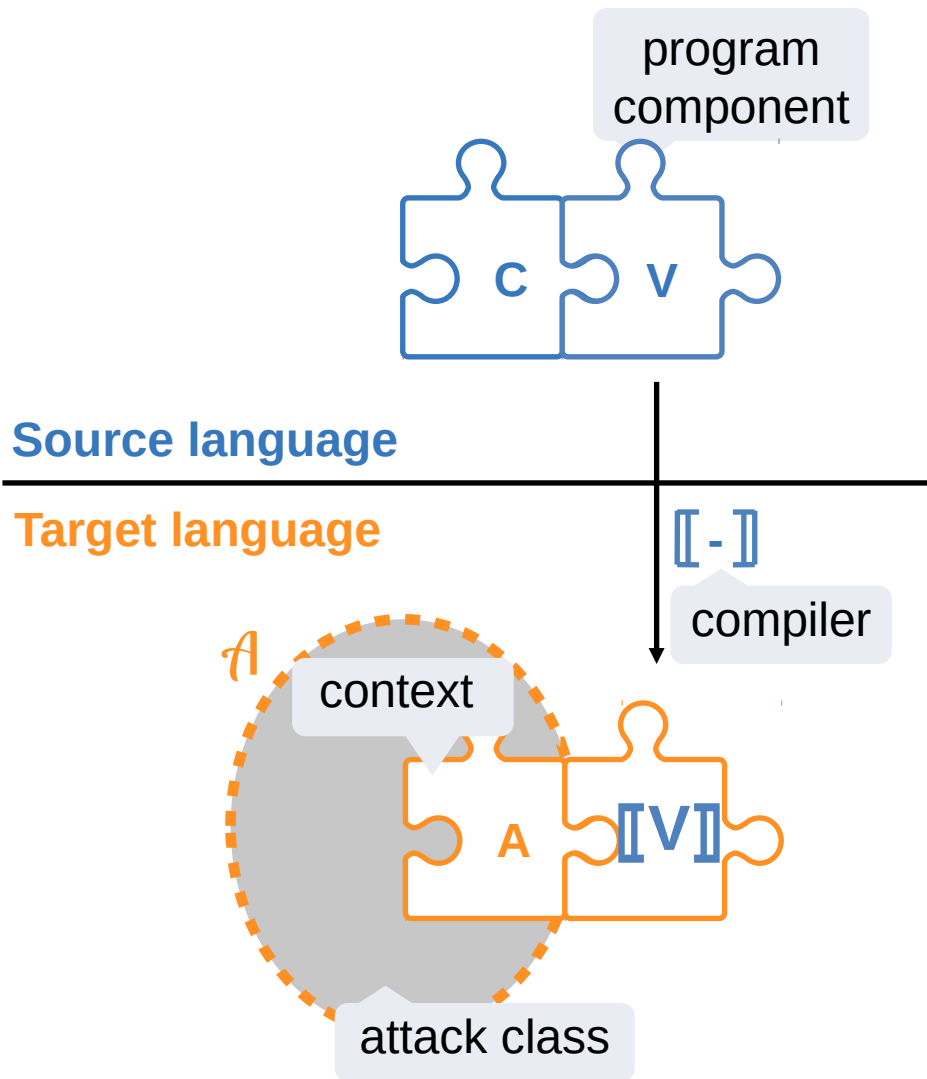 program
component
C
V
Source language
Target language
⟦ - ⟧
compiler
𝒜
context
A
⟦V⟧
attack class